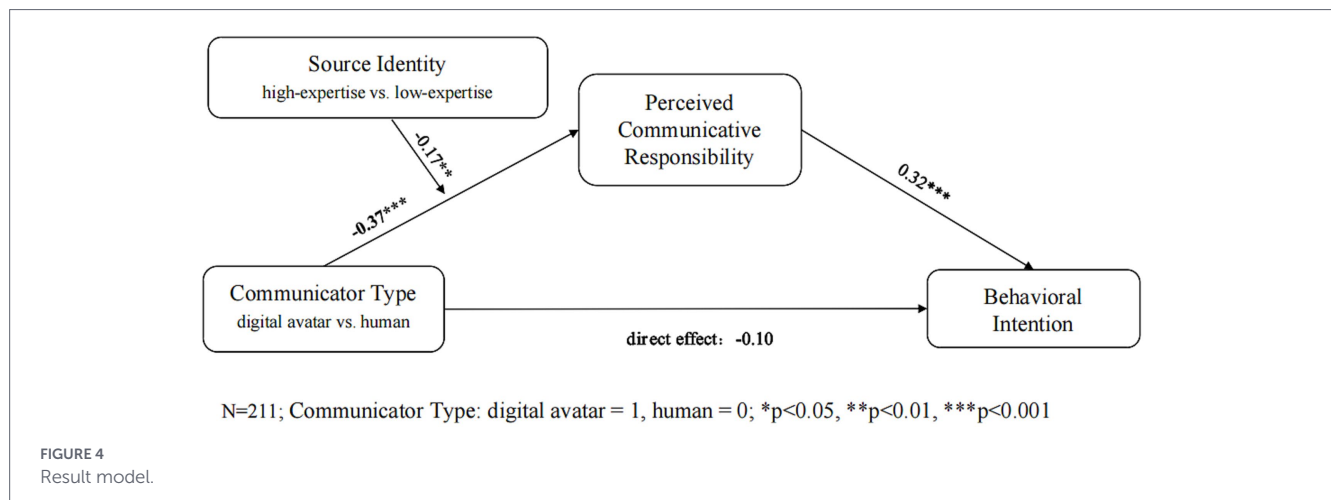 Source Identity
high-expertise vs. low-expertise
Perceived
Communicative
Responsibility
-0.17**
-0.37***
0.32***
Communicator Type
digital avatar vs. human
Behavioral
Intention
direct effect: -0.10
N=211; Communicator Type: digital avatar = 1, human = 0; *p<0.05, **p<0.01, ***p<0.001
FIGURE 4
Result model.